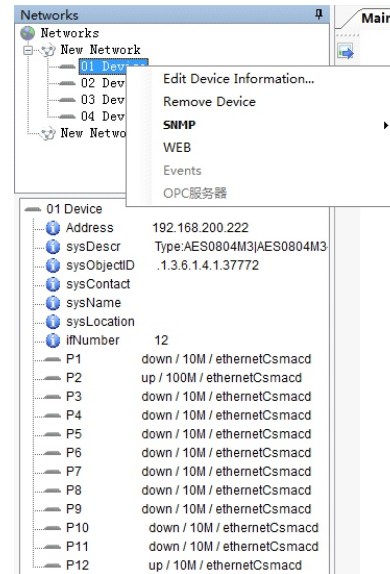 Networks
Main
Networks
New Network
01 Device
02 Dev
03 Dev
04 Dev
New Netwo
Edit Device Information...
Remove Device
SNMP
WEB
Events
OPC服务器
01 Device
Address 192.168.200.222
sysDescr Type:AES0804M3|AES0804M3-
sysObjectID .1.3.6.1.4.1.37772
sysContact
sysName
sysLocation
ifNumber 12
P1 down / 10M / ethernetCsmacd
P2 up / 100M / ethernetCsmacd
P3 down / 10M / ethernetCsmacd
P4 down / 10M / ethernetCsmacd
P5 down / 10M / ethernetCsmacd
P6 down / 10M / ethernetCsmacd
P7 down / 10M / ethernetCsmacd
P8 down / 10M / ethernetCsmacd
P9 down / 10M / ethernetCsmacd
P10 down / 10M / ethernetCsmacd
P11 down / 10M / ethernetCsmacd
P12 up / 10M / ethernetCsmacd